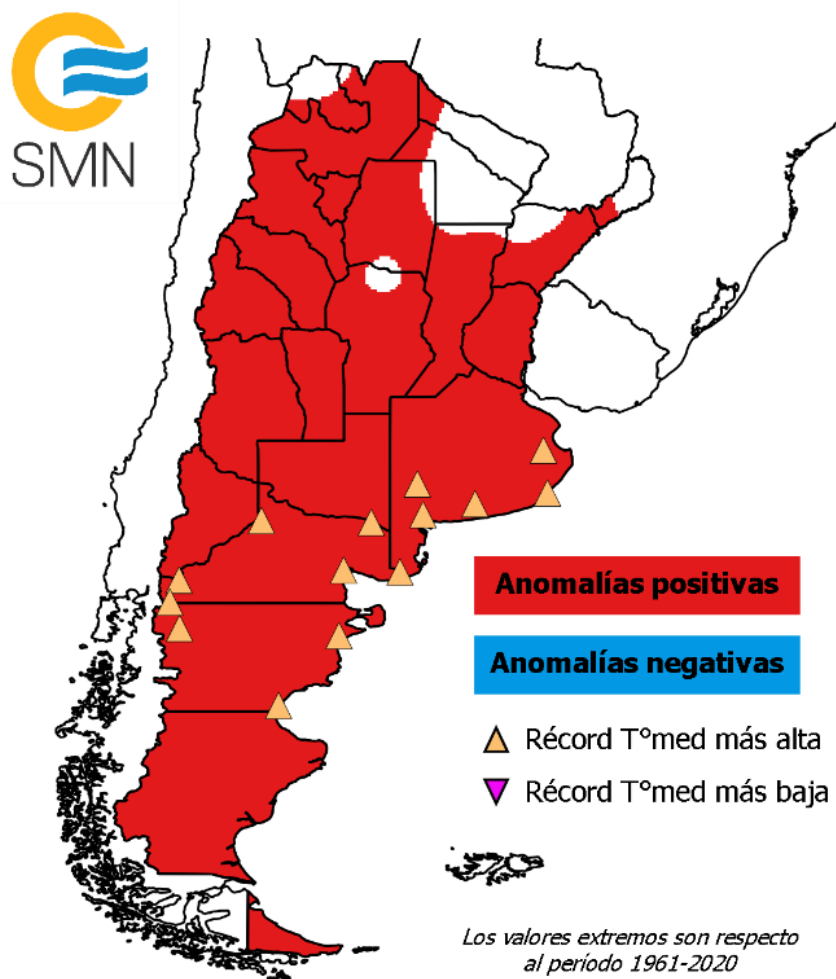 SMN
Anomalías positivas
Anomalías negativas
Récord T°med más alta
Récord T°med más baja
Los valores extremos son respecto
al período 1961-2020